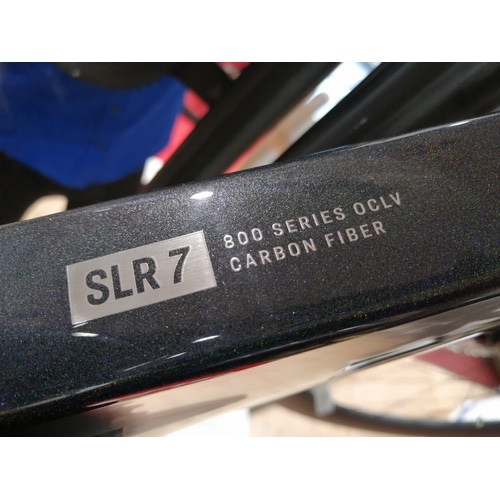 SLR 7
800 SERIES OCLV
CARBON FIBER